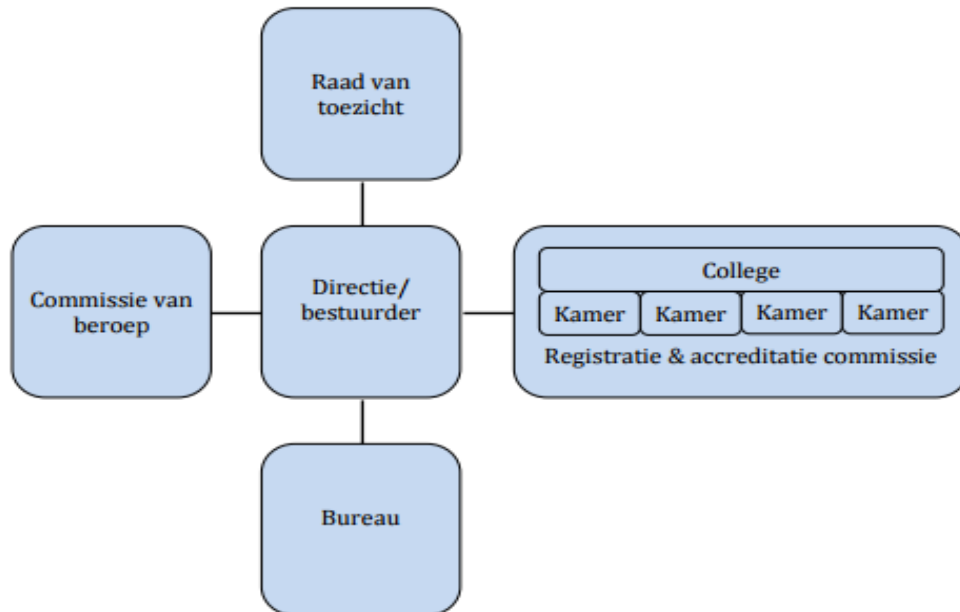 Raad van
toezicht
Commissie van
beroep
Directie/
bestuurder
College
Kamer Kamer Kamer Kamer
Registratie & accreditatie commissie
Bureau